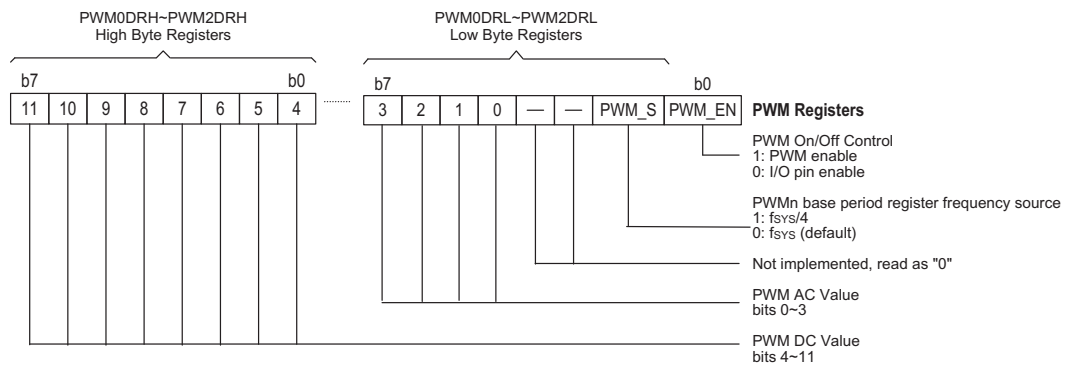 PWM0DRH~PWM2DRH
High Byte Registers
PWM0DRL~PWM2DRL
Low Byte Registers
b7 b0 b7 b0
11 10 9 8 7 6 5 4 3 2 1 0 — — PWM_S PWM_EN PWM Registers
PWM On/Off Control
1: PWM enable
0: I/O pin enable
PWMn base period register frequency source
1: fSYS/4
0: fSYS (default)
Not implemented, read as "0"
PWM AC Value
bits 0~3
PWM DC Value
bits 4~11